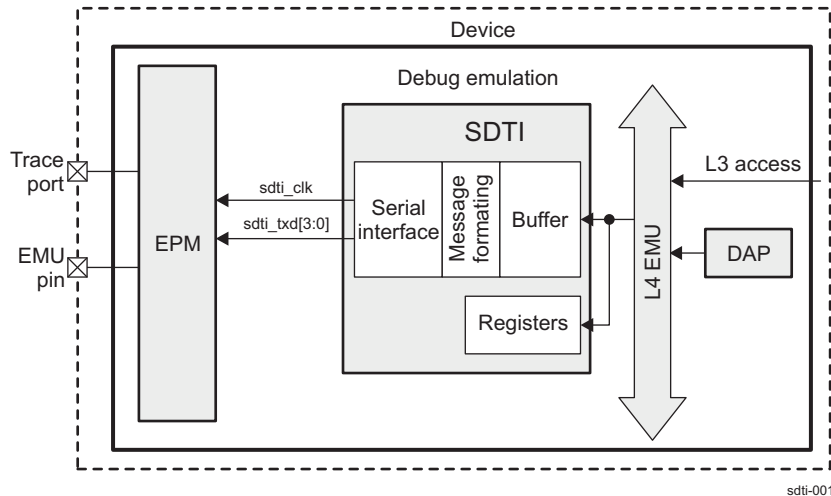 Device
Debug emulation
SDTI
Trace
port
EMU
pin
EPM
sdti_clk
sdti_txd[3:0]
Serial
interface
Message
formating
Buffer
Registers
L4 EMU
L3 access
DAP
sdti-001